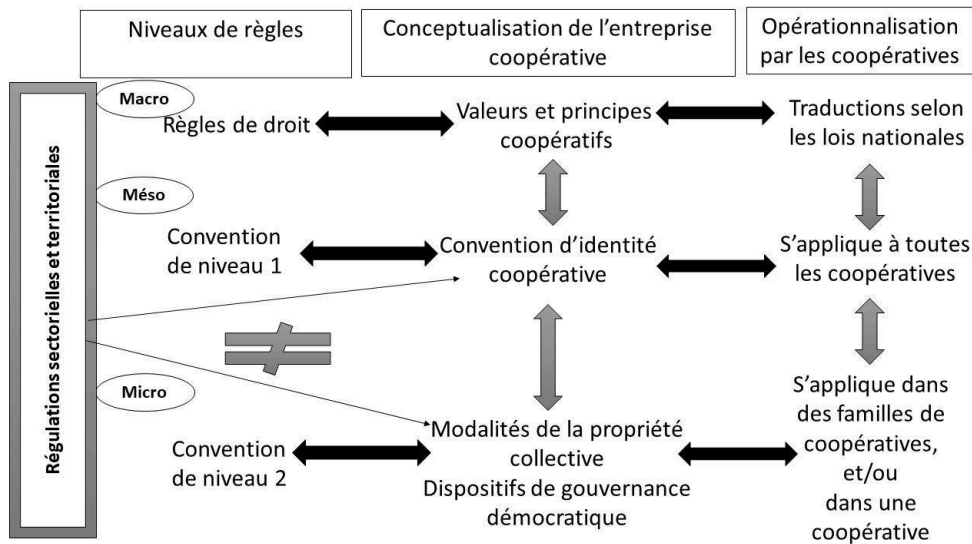 Niveaux de règles
Conceptualisation de l'entreprise
coopérative
Opérationnalisation
par les coopératives
Régulations sectorielles et territoriales
Macro
Règles de droit
Valeurs et principes
coopératifs
Traductions selon
les lois nationales
Méso
Convention
de niveau 1
Convention d'identité
coopérative
S'applique à toutes
les coopératives
Micro
Convention
de niveau 2
Modalités de la propriété
collective
Dispositifs de gouvernance
démocratique
S'applique dans
des familles de
coopératives,
et/ou
dans une
coopérative